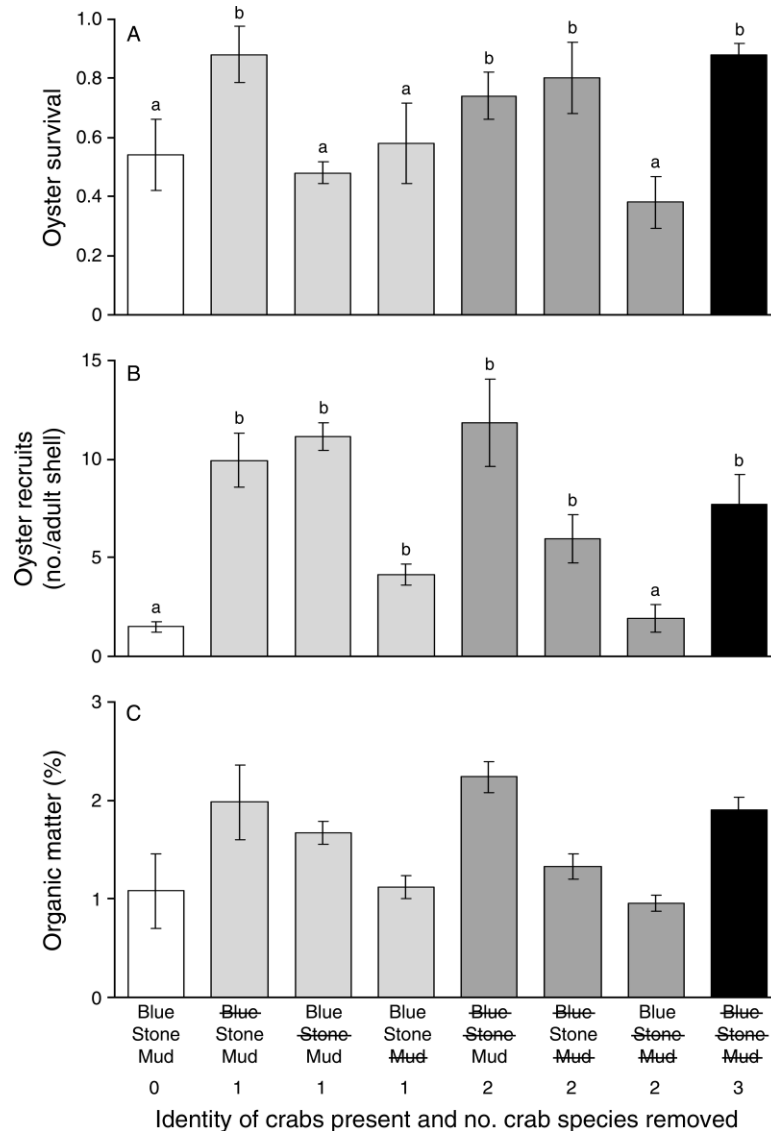 A
Oyster survival
1.0
0.8
0.6
0.4
0.2
0
a
b
a
a
b
b
a
b
B
Oyster recruits
(no./adult shell)
15
10
5
0
a
b
b
b
b
b
a
b
C
Organic matter (%)
3
2
1
0
Blue Blue Blue Blue Blue Blue Blue Blue
Stone Stone Stone Stone Stone Stone Stone Stone
Mud Mud Mud Mud Mud Mud Mud Mud
0 1 1 1 2 2 2 3
Identity of crabs present and no. crab species removed